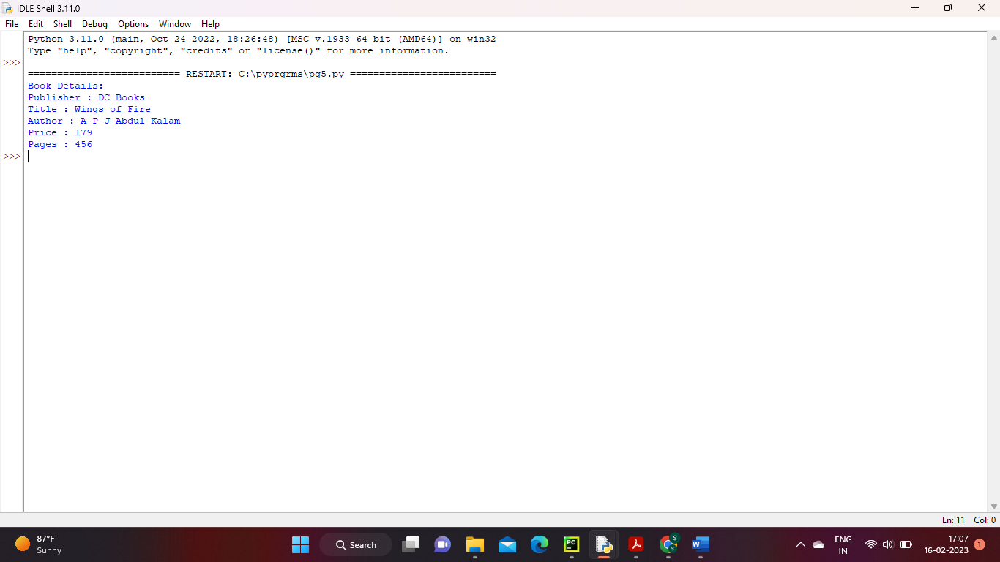 IDLE Shell 3.11.0
File Edit Shell Debug Options Window Help
Python 3.11.0 (main, Oct 24 2022, 18:26:48) [MSC v.1933 64 bit (AMD64)] on win32
Type "help", "copyright", "credits" or "license()" for more information.
>>>
========================== RESTART: C:\pyprgrms\pg5.py =========================
Book Details:
Publisher : DC Books
Title : Wings of Fire
Author : A P J Abdul Kalam
Price : 179
Pages : 456
>>>
Ln: 11 Col: 0
87°F
Sunny
Search
PC
S
S
W
ENG
IN
17:07
16-02-2023
1